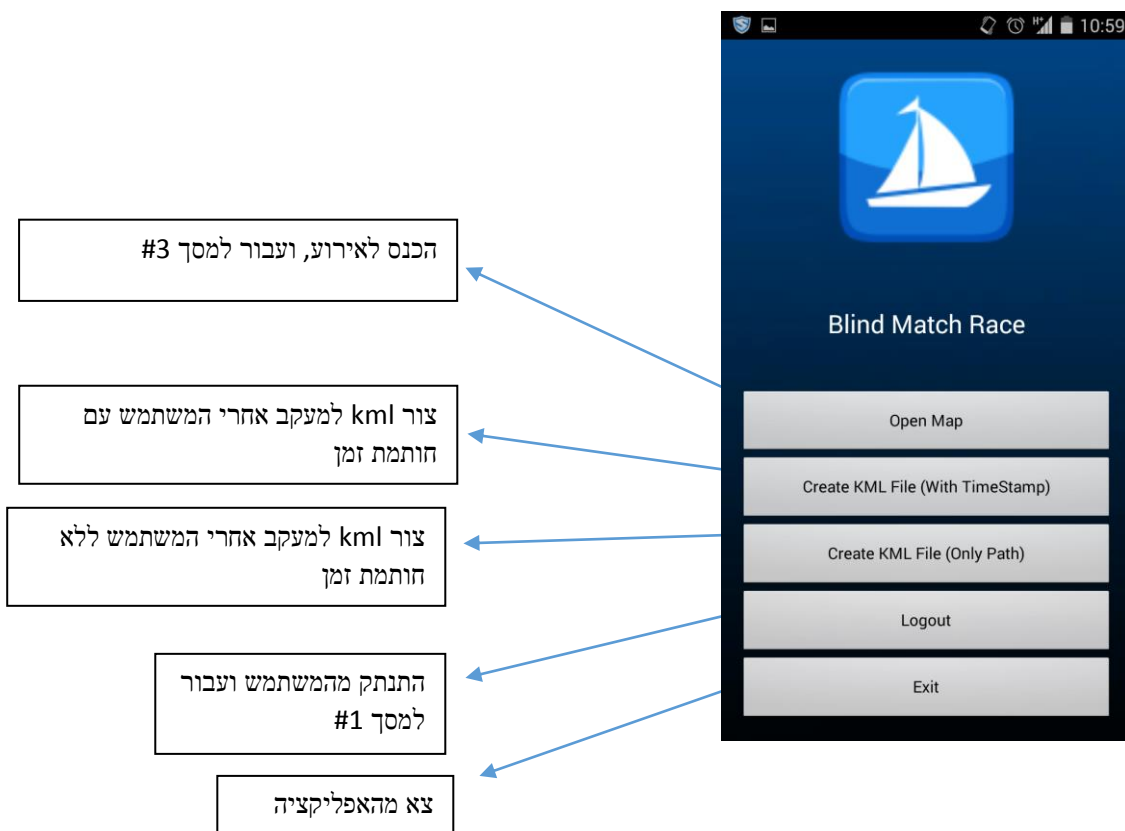 10:59
Blind Match Race
Open Map
Create KML File (With TimeStamp)
Create KML File (Only Path)
Logout
Exit
הכנס לאירוע, ועבור למסך #3
צור kml למעקב אחרי המשתמש עם
חותמת זמן
צור kml למעקב אחרי המשתמש ללא
חותמת זמן
התנתק מהמשתמש ועבור
למסך #1
צא מהאפליקציה